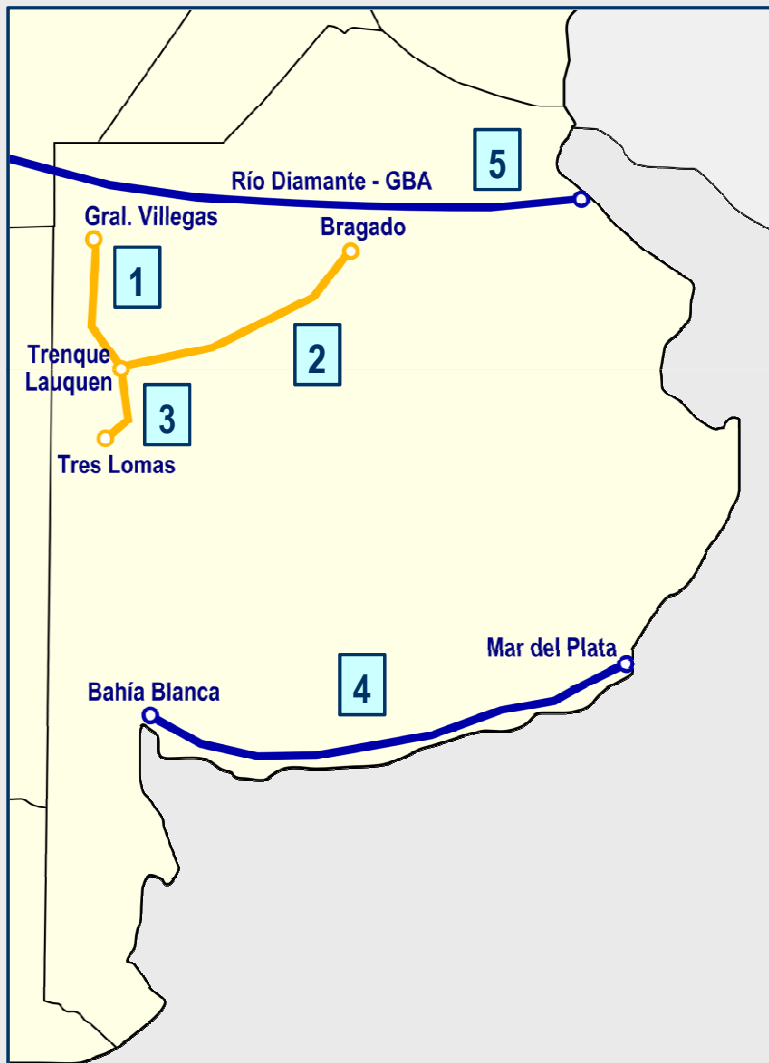 5
Río Diamante - GBA
Gral. Villegas
Bragado
1
2
Trenque
Lauquen
3
Tres Lomas
Mar del Plata
4
Bahía Blanca